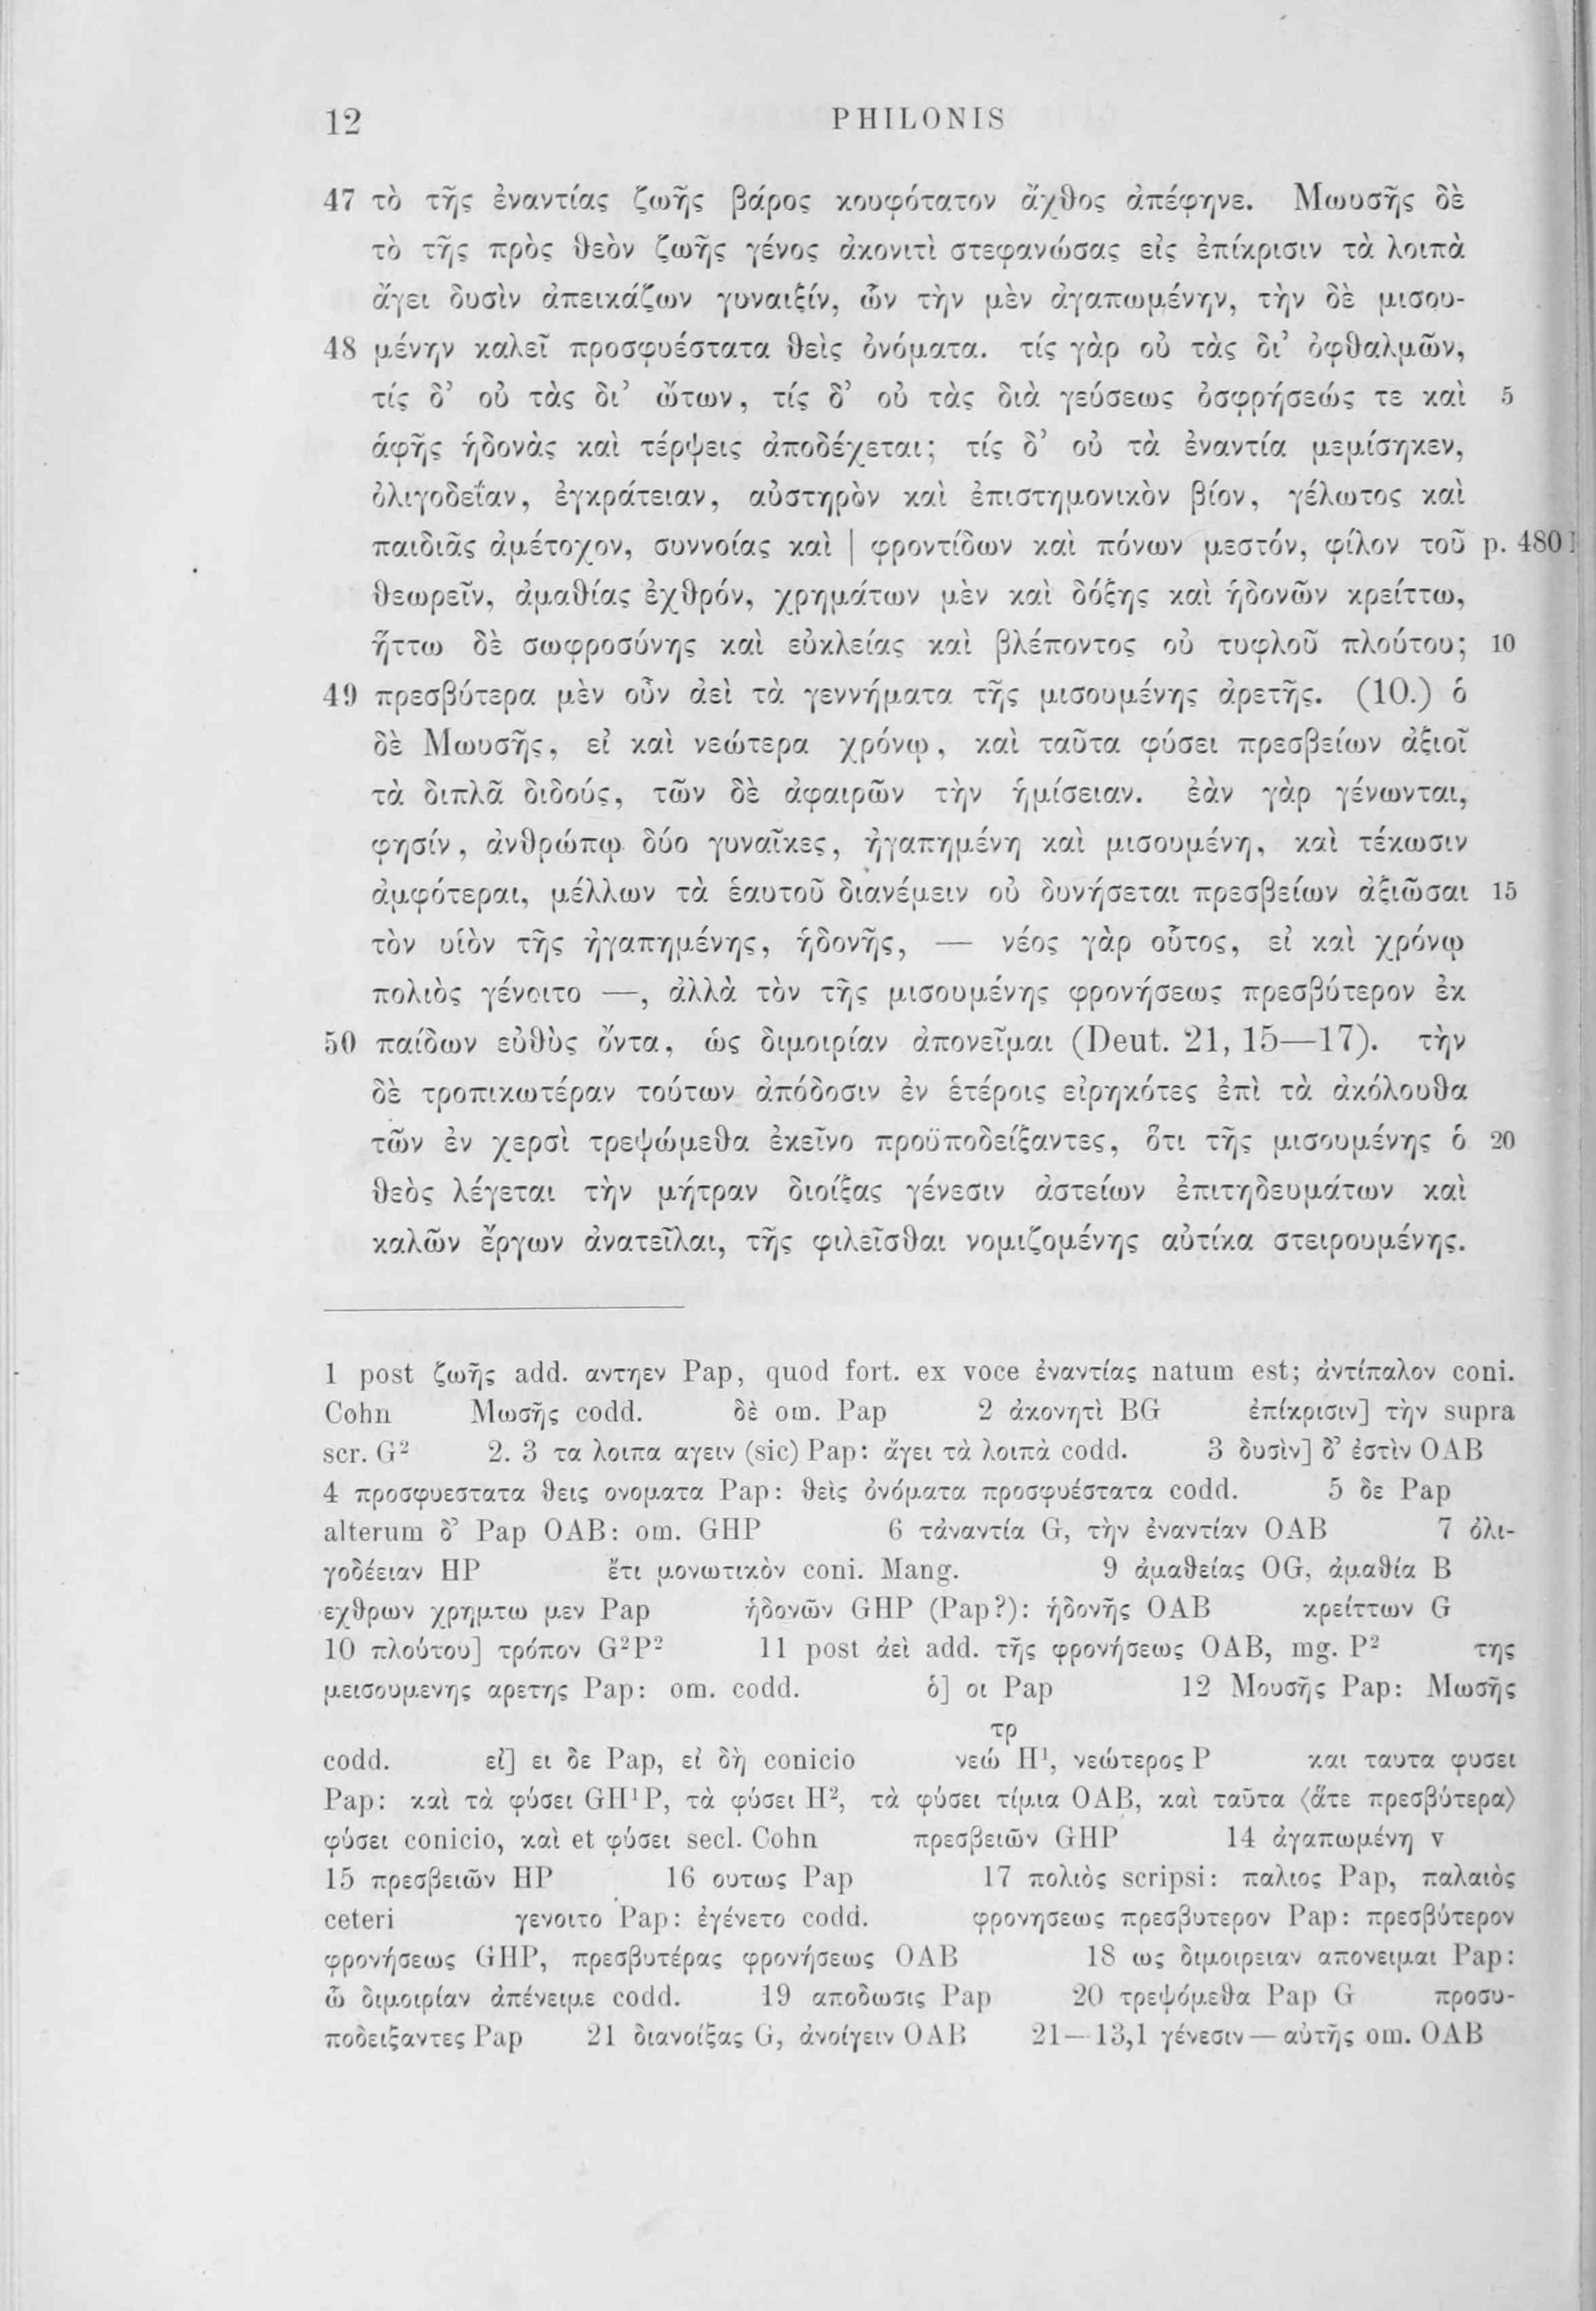 12 PHILONIS
47 τὸ τῆς ἐναντίας ζωῆς βάρος κουφότατον ἄχθος ἀπέφηνε. Μωυσῆς δὲ
τὸ τῆς πρὸς θεὸν ζωῆς γένος ἀκονιτὶ στεφανώσας εἰς ἐπίκρισιν τὰ λοιπὰ
ἄγει δυσὶν ἀπεικάζων γυναιξίν, ὧν τὴν μὲν ἀγαπωμένην, τὴν δὲ μισου-
48 μένην καλεῖ προσφυέστατα θεὶς ὀνόματα. τίς γὰρ οὐ τὰς δι’ ὀφθαλμῶν,
τίς δ’ οὐ τὰς δι’ ὤτων, τίς δ’ οὐ τὰς διὰ γεύσεως ὀσφρήσεώς τε καὶ 5
ἁφῆς ἡδονὰς καὶ τέρψεις ἀποδέχεται; τίς δ’ οὐ τὰ ἐναντία μεμίσηκεν,
ὀλιγοδεΐαν, ἐγκράτειαν, αὐστηρὸν καὶ ἐπιστημονικὸν βίον, γέλωτος καὶ
παιδιᾶς ἀμέτοχον, συννοίας καὶ | φροντίδων καὶ πόνων μεστόν, φίλον τοῦ p. 480
θεωρεῖν, ἀμαθίας ἐχθρόν, χρημάτων μὲν καὶ δόξης καὶ ἡδονῶν κρείττω,
ἥττω δὲ σωφροσύνης καὶ εὐκλείας καὶ βλέποντος οὐ τυφλοῦ πλούτου; 10
49 πρεσβύτερα μὲν οὖν ἀεὶ τὰ γεννήματα τῆς μισουμένης ἀρετῆς. (10.) ὁ
δὲ Μωυσῆς, εἰ καὶ νεώτερα χρόνῳ, καὶ ταῦτα φύσει πρεσβείων ἀξιοῖ
τὰ διπλᾶ διδούς, τῶν δὲ ἀφαιρῶν τὴν ἡμίσειαν. ἐὰν γὰρ γένωνται,
φησίν, ἀνθρώπῳ δύο γυναῖκες, ἠγαπημένη καὶ μισουμένη, καὶ τέκωσιν
ἀμφότεραι, μέλλων τὰ ἑαυτοῦ διανέμειν οὐ δυνήσεται πρεσβείων ἀξιῶσαι 15
τὸν υἱὸν τῆς ἠγαπημένης, ἡδονῆς, — νέος γὰρ οὗτος, εἰ καὶ χρόνῳ
πολιὸς γένοιτο —, ἀλλὰ τὸν τῆς μισουμένης φρονήσεως πρεσβύτερον ἐκ
50 παίδων εὐθὺς ὄντα, ὡς διμοιρίαν ἀπονεῖμαι (Deut. 21, 15—17). τὴν
δὲ τροπικωτέραν τούτων ἀπόδοσιν ἐν ἑτέροις εἰρηκότες ἐπὶ τὰ ἀκόλουθα
τῶν ἐν χερσὶ τρεψώμεθα ἐκεῖνο προϋποδείξαντες, ὅτι τῆς μισουμένης ὁ 20
θεὸς λέγεται τὴν μήτραν διοίξας γένεσιν ἀστείων ἐπιτηδευμάτων καὶ
καλῶν ἔργων ἀνατεῖλαι, τῆς φιλεῖσθαι νομιζομένης αὐτίκα στειρουμένης.
1 post ζωῆς add. αντηεν Pap, quod fort. ex voce ἐναντίας natum est; ἀντίπαλον coni.
Cohn Μωσῆς codd. δὲ om. Pap 2 ἀκονητὶ BG ἐπίκρισιν] τὴν supra
scr. G² 2. 3 τα λοιπα αγειν (sic) Pap: ἄγει τὰ λοιπὰ codd. 3 δυσὶν] δ’ ἐστὶν OAB
4 προσφυεστατα θεις ονοματα Pap: θεὶς ὀνόματα προσφυέστατα codd. 5 δε Pap
alterum δ’ Pap OAB: om. GHP 6 τἀναντία G, τὴν ἐναντίαν OAB 7 ὀλι-
γοδέειαν HP ἔτι μονωτικὸν coni. Mang. 9 ἀμαθείας OG, ἀμαθία B
εχθρων χρημτω μεν Pap ἡδονῶν GHP (Pap?): ἡδονῆς OAB κρείττων G
10 πλούτου] τρόπον G²P² 11 post ἀεὶ add. τῆς φρονήσεως OAB, mg. P² της
μεισουμενης αρετης Pap: om. codd. ὁ] οι Pap 12 Μουσῆς Pap: Μωσῆς
τρ
codd. εἰ] ει δε Pap, εἰ δὴ conicio νεώ H¹, νεώτερος P και ταυτα φυσει
Pap: καὶ τὰ φύσει GH¹P, τὰ φύσει H², τὰ φύσει τίμια OAB, καὶ ταῦτα ⟨ἅτε πρεσβύτερα⟩
φύσει conicio, καὶ et φύσει secl. Cohn πρεσβειῶν GHP 14 ἀγαπωμένη v
15 πρεσβειῶν HP 16 ουτως Pap 17 πολιὸς scripsi: παλιος Pap, παλαιὸς
ceteri γενοιτο Pap: ἐγένετο codd. φρονησεως πρεσβυτερον Pap: πρεσβύτερον
φρονήσεως GHP, πρεσβυτέρας φρονήσεως OAB 18 ως διμοιρειαν απονειμαι Pap:
ᾧ διμοιρίαν ἀπένειμε codd. 19 αποδωσις Pap 20 τρεψόμεθα Pap G προσυ-
ποδειξαντες Pap 21 διανοίξας G, ἀνοίγειν OAB 21—13,1 γένεσιν — αὐτῆς om. OAB